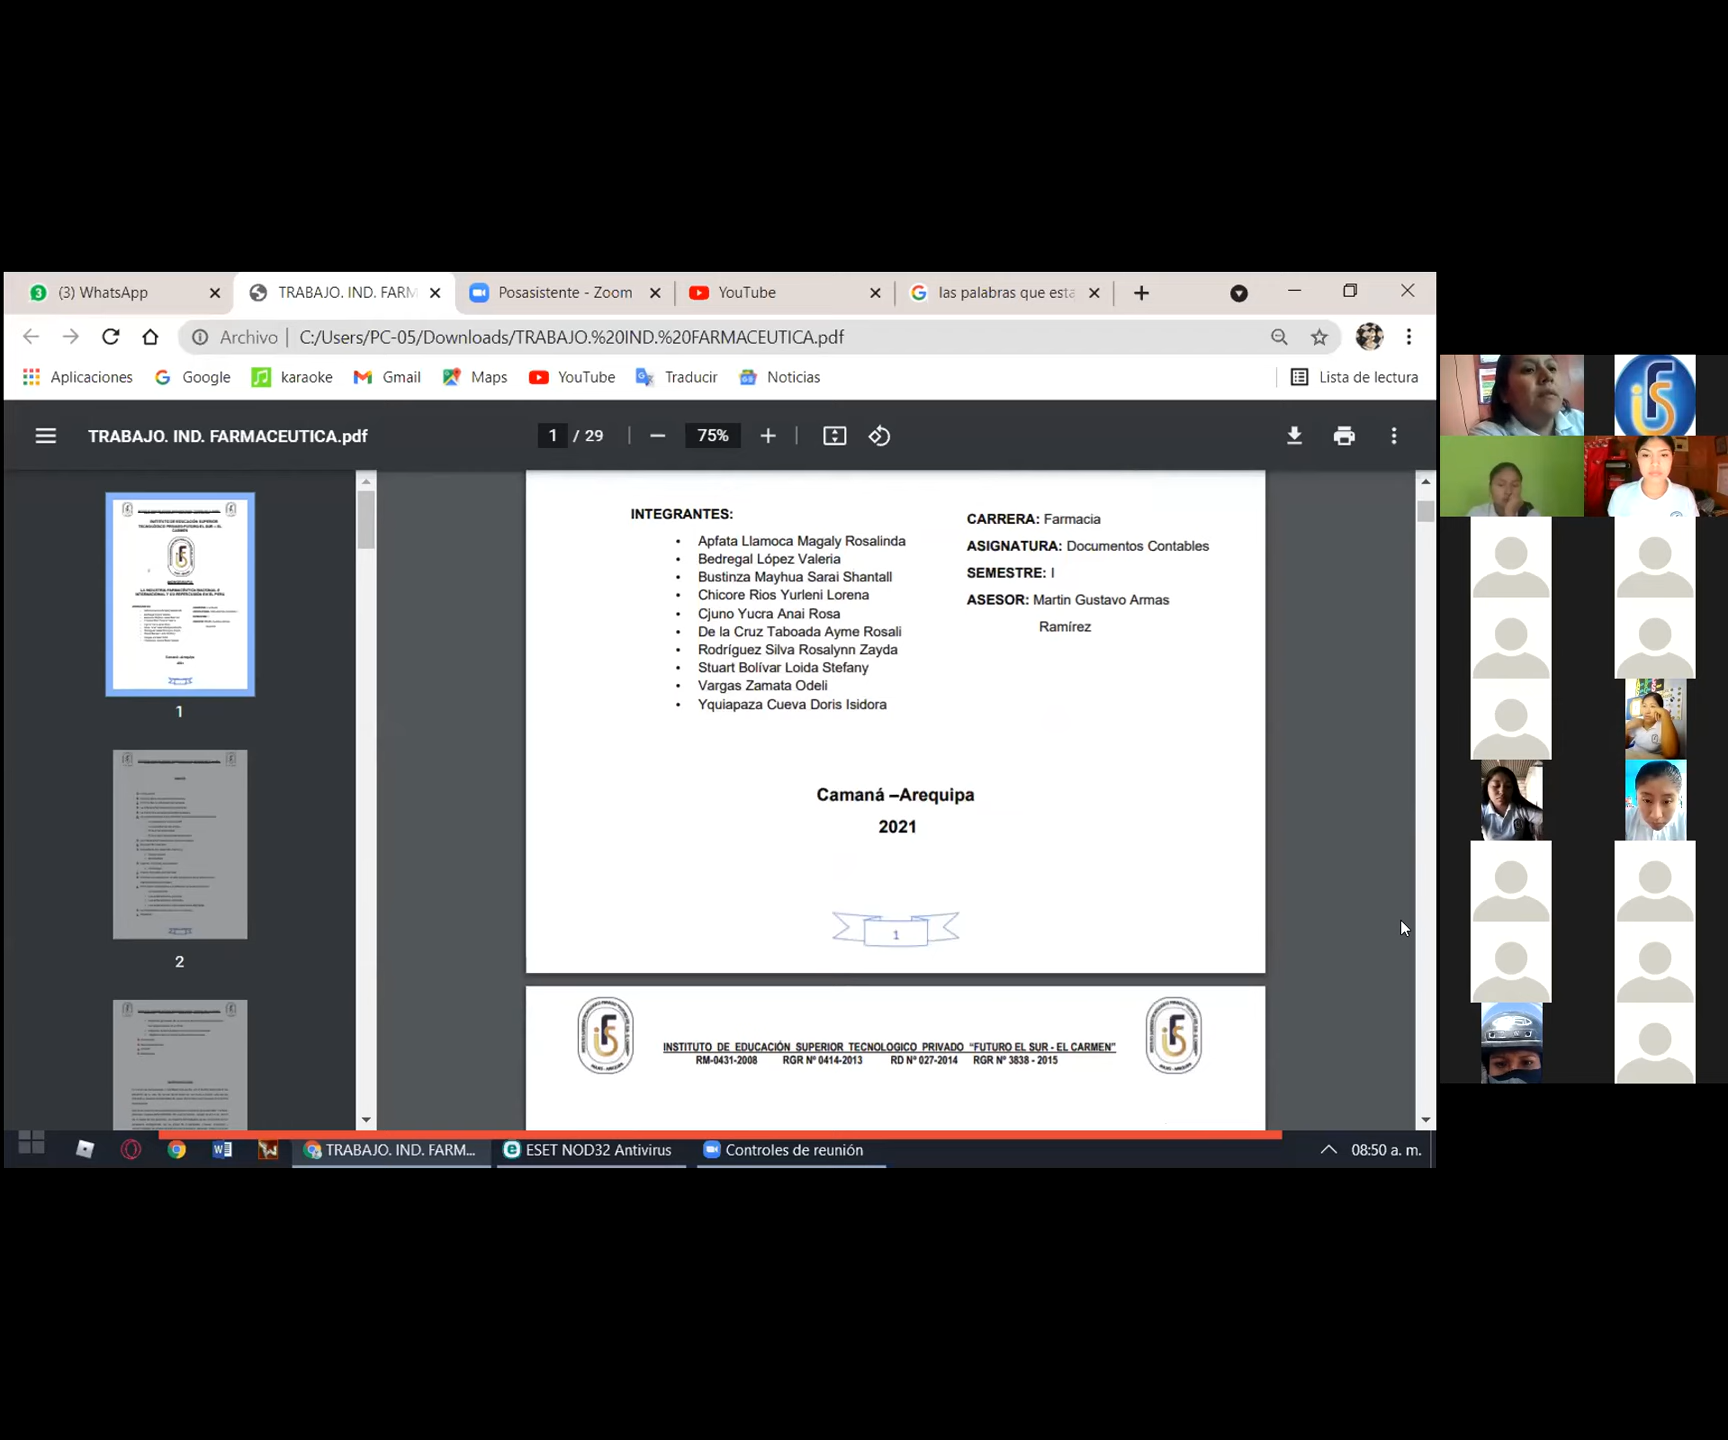 (3) WhatsApp
TRABAJO. IND. FARM
Posasistente - Zoom
YouTube
las palabras que esta
Archivo
C:/Users/PC-05/Downloads/TRABAJO.%20IND.%20FARMACEUTICA.pdf
Aplicaciones
Google
karaoke
Gmail
Maps
YouTube
Traducir
Noticias
Lista de lectura
TRABAJO. IND. FARMACEUTICA.pdf
1 / 29
75%
1
2
INTEGRANTES:
• Apfata Llamoca Magaly Rosalinda
• Bedregal López Valeria
• Bustinza Mayhua Sarai Shantall
• Chicore Rios Yurleni Lorena
• Cjuno Yucra Anai Rosa
• De la Cruz Taboada Ayme Rosali
• Rodríguez Silva Rosalynn Zayda
• Stuart Bolívar Loida Stefany
• Vargas Zamata Odeli
• Yquiapaza Cueva Doris Isidora
CARRERA: Farmacia
ASIGNATURA: Documentos Contables
SEMESTRE: I
ASESOR: Martin Gustavo Armas
Ramírez
Camaná –Arequipa
2021
1
INSTITUTO DE EDUCACIÓN SUPERIOR TECNOLOGICO PRIVADO “FUTURO EL SUR - EL CARMEN”
RM-0431-2008 RGR Nº 0414-2013 RD Nº 027-2014 RGR Nº 3838 - 2015
TRABAJO. IND. FARM...
ESET NOD32 Antivirus
Controles de reunión
08:50 a. m.